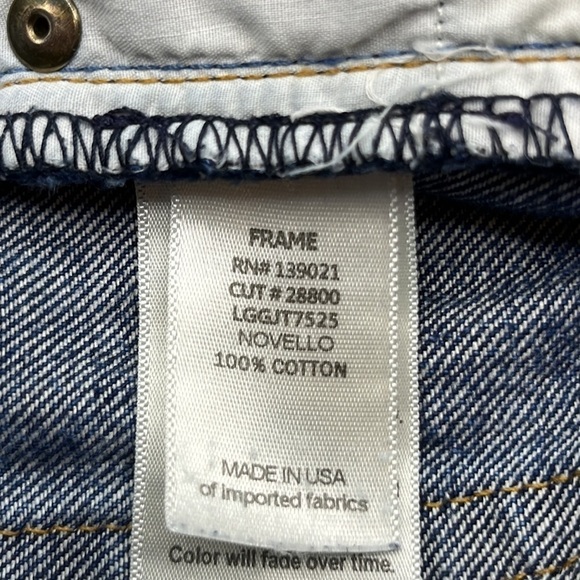 FRAME
RN# 139021
CUT # 28800
LGGJT7525
NOVELLO
100% COTTON
MADE IN USA
of imported fabrics
Color will fade over time.